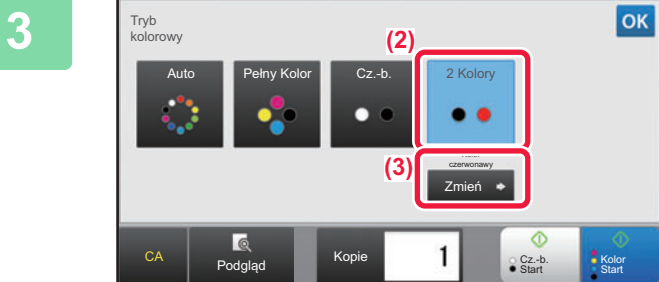 3
Tryb
kolorowy
OK
(2)
Auto
Pełny Kolor
Cz.-b.
2 Kolory
(3)
czerwonawy
Zmień
CA
Podgląd
Kopie
1
Cz.-b.
Start
Kolor
Start